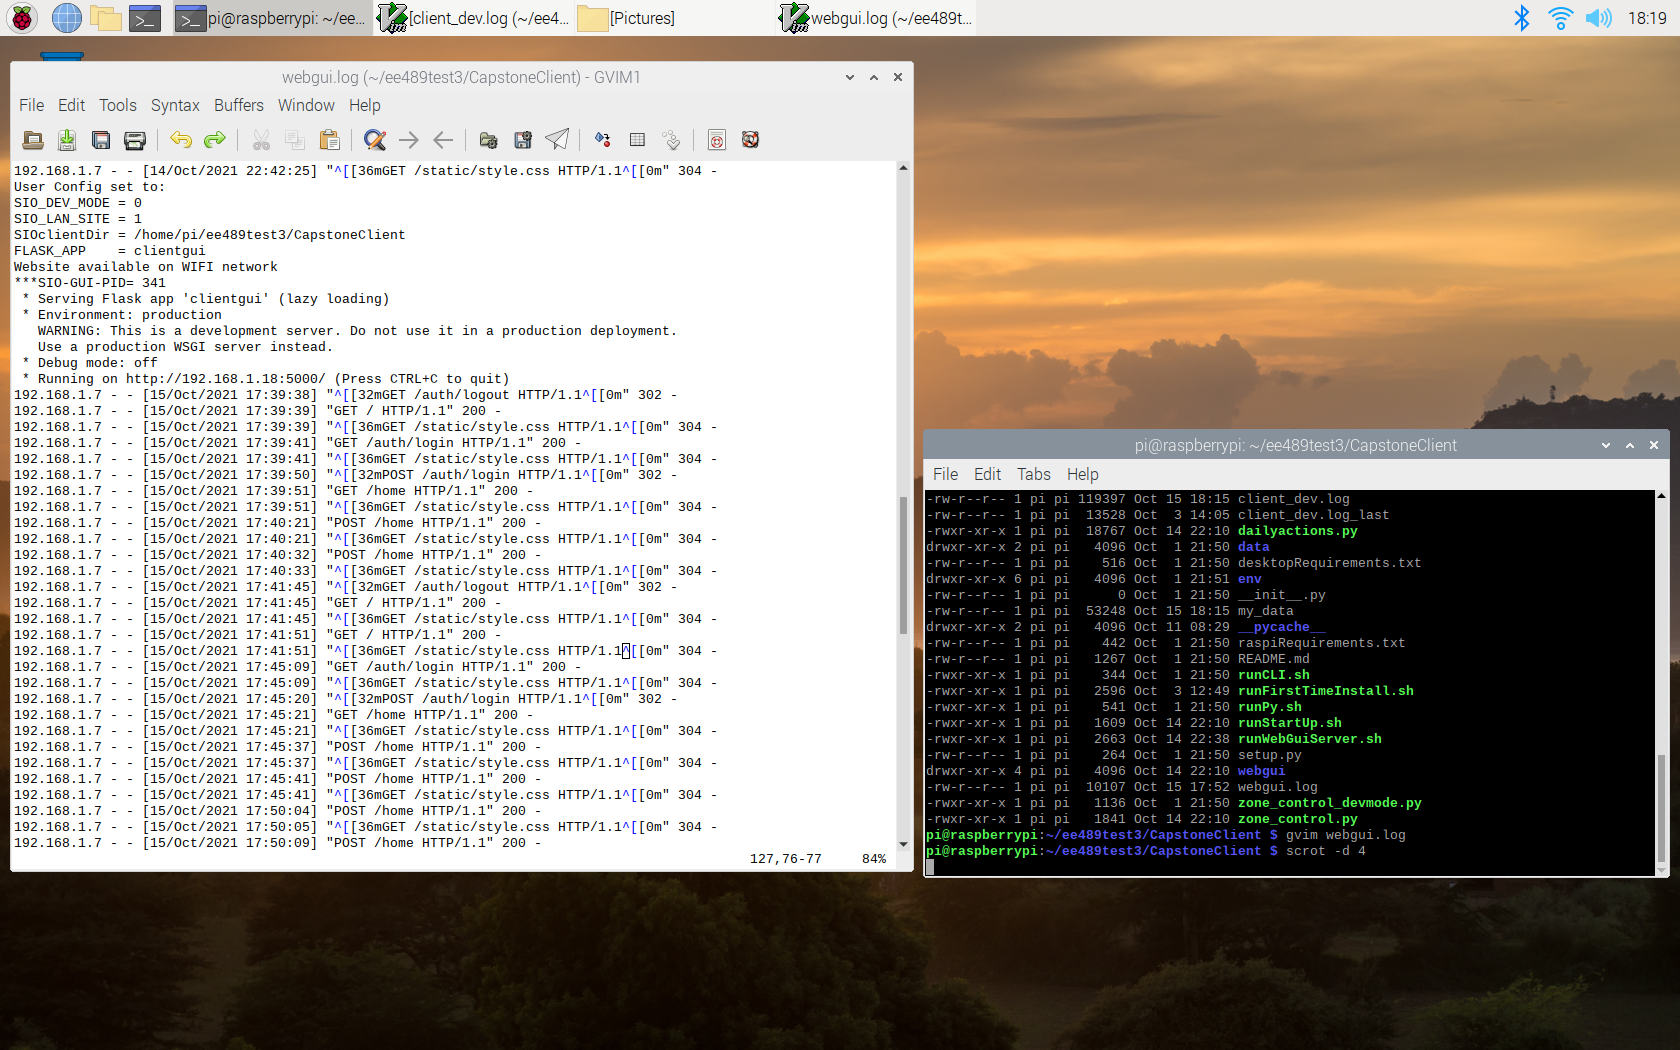 pi@raspberrypi: ~/ee...
[client_dev.log (~/ee4...
[Pictures]
webgui.log (~/ee489t...
18:19
webgui.log (~/ee489test3/CapstoneClient) - GVIM1
File Edit Tools Syntax Buffers Window Help
192.168.1.7 - - [14/Oct/2021 22:42:25] "^[[36mGET /static/style.css HTTP/1.1^[[0m" 304 -
User Config set to:
SIO_DEV_MODE = 0
SIO_LAN_SITE = 1
SIOclientDir = /home/pi/ee489test3/CapstoneClient
FLASK_APP    = clientgui
Website available on WIFI network
***SIO-GUI-PID= 341
 * Serving Flask app 'clientgui' (lazy loading)
 * Environment: production
   WARNING: This is a development server. Do not use it in a production deployment.
   Use a production WSGI server instead.
 * Debug mode: off
 * Running on http://192.168.1.18:5000/ (Press CTRL+C to quit)
192.168.1.7 - - [15/Oct/2021 17:39:38] "^[[32mGET /auth/logout HTTP/1.1^[[0m" 302 -
192.168.1.7 - - [15/Oct/2021 17:39:39] "GET / HTTP/1.1" 200 -
192.168.1.7 - - [15/Oct/2021 17:39:39] "^[[36mGET /static/style.css HTTP/1.1^[[0m" 304 -
192.168.1.7 - - [15/Oct/2021 17:39:41] "GET /auth/login HTTP/1.1" 200 -
192.168.1.7 - - [15/Oct/2021 17:39:41] "^[[36mGET /static/style.css HTTP/1.1^[[0m" 304 -
192.168.1.7 - - [15/Oct/2021 17:39:50] "^[[32mPOST /auth/login HTTP/1.1^[[0m" 302 -
192.168.1.7 - - [15/Oct/2021 17:39:51] "GET /home HTTP/1.1" 200 -
192.168.1.7 - - [15/Oct/2021 17:39:51] "^[[36mGET /static/style.css HTTP/1.1^[[0m" 304 -
192.168.1.7 - - [15/Oct/2021 17:40:21] "POST /home HTTP/1.1" 200 -
192.168.1.7 - - [15/Oct/2021 17:40:21] "^[[36mGET /static/style.css HTTP/1.1^[[0m" 304 -
192.168.1.7 - - [15/Oct/2021 17:40:32] "POST /home HTTP/1.1" 200 -
192.168.1.7 - - [15/Oct/2021 17:40:33] "^[[36mGET /static/style.css HTTP/1.1^[[0m" 304 -
192.168.1.7 - - [15/Oct/2021 17:41:45] "^[[32mGET /auth/logout HTTP/1.1^[[0m" 302 -
192.168.1.7 - - [15/Oct/2021 17:41:45] "GET / HTTP/1.1" 200 -
192.168.1.7 - - [15/Oct/2021 17:41:45] "^[[36mGET /static/style.css HTTP/1.1^[[0m" 304 -
192.168.1.7 - - [15/Oct/2021 17:41:51] "GET / HTTP/1.1" 200 -
192.168.1.7 - - [15/Oct/2021 17:41:51] "^[[36mGET /static/style.css HTTP/1.1^[[0m" 304 -
192.168.1.7 - - [15/Oct/2021 17:45:09] "GET /auth/login HTTP/1.1" 200 -
192.168.1.7 - - [15/Oct/2021 17:45:09] "^[[36mGET /static/style.css HTTP/1.1^[[0m" 304 -
192.168.1.7 - - [15/Oct/2021 17:45:20] "^[[32mPOST /auth/login HTTP/1.1^[[0m" 302 -
192.168.1.7 - - [15/Oct/2021 17:45:21] "GET /home HTTP/1.1" 200 -
192.168.1.7 - - [15/Oct/2021 17:45:21] "^[[36mGET /static/style.css HTTP/1.1^[[0m" 304 -
192.168.1.7 - - [15/Oct/2021 17:45:37] "POST /home HTTP/1.1" 200 -
192.168.1.7 - - [15/Oct/2021 17:45:37] "^[[36mGET /static/style.css HTTP/1.1^[[0m" 304 -
192.168.1.7 - - [15/Oct/2021 17:45:41] "POST /home HTTP/1.1" 200 -
192.168.1.7 - - [15/Oct/2021 17:45:41] "^[[36mGET /static/style.css HTTP/1.1^[[0m" 304 -
192.168.1.7 - - [15/Oct/2021 17:50:04] "POST /home HTTP/1.1" 200 -
192.168.1.7 - - [15/Oct/2021 17:50:05] "^[[36mGET /static/style.css HTTP/1.1^[[0m" 304 -
192.168.1.7 - - [15/Oct/2021 17:50:09] "POST /home HTTP/1.1" 200 -
127,76-77 84%
pi@raspberrypi: ~/ee489test3/CapstoneClient
File Edit Tabs Help
-rw-r--r-- 1 pi pi 119397 Oct 15 18:15 client_dev.log
-rw-r--r-- 1 pi pi  13528 Oct  3 14:05 client_dev.log_last
-rwxr-xr-x 1 pi pi  18767 Oct 14 22:10 dailyactions.py
drwxr-xr-x 2 pi pi   4096 Oct  1 21:50 data
-rw-r--r-- 1 pi pi    516 Oct  1 21:50 desktopRequirements.txt
drwxr-xr-x 6 pi pi   4096 Oct  1 21:51 env
-rw-r--r-- 1 pi pi      0 Oct  1 21:50 __init__.py
-rw-r--r-- 1 pi pi  53248 Oct 15 18:15 my_data
drwxr-xr-x 2 pi pi   4096 Oct 11 08:29 __pycache__
-rw-r--r-- 1 pi pi    442 Oct  1 21:50 raspiRequirements.txt
-rw-r--r-- 1 pi pi   1267 Oct  1 21:50 README.md
-rwxr-xr-x 1 pi pi    344 Oct  1 21:50 runCLI.sh
-rwxr-xr-x 1 pi pi   2596 Oct  3 12:49 runFirstTimeInstall.sh
-rwxr-xr-x 1 pi pi    541 Oct  1 21:50 runPy.sh
-rwxr-xr-x 1 pi pi   1609 Oct 14 22:10 runStartUp.sh
-rwxr-xr-x 1 pi pi   2663 Oct 14 22:38 runWebGuiServer.sh
-rw-r--r-- 1 pi pi    264 Oct  1 21:50 setup.py
drwxr-xr-x 4 pi pi   4096 Oct 14 22:10 webgui
-rw-r--r-- 1 pi pi  10107 Oct 15 17:52 webgui.log
-rwxr-xr-x 1 pi pi   1136 Oct  1 21:50 zone_control_devmode.py
-rwxr-xr-x 1 pi pi   1841 Oct 14 22:10 zone_control.py
pi@raspberrypi:~/ee489test3/CapstoneClient $ gvim webgui.log
pi@raspberrypi:~/ee489test3/CapstoneClient $ scrot -d 4